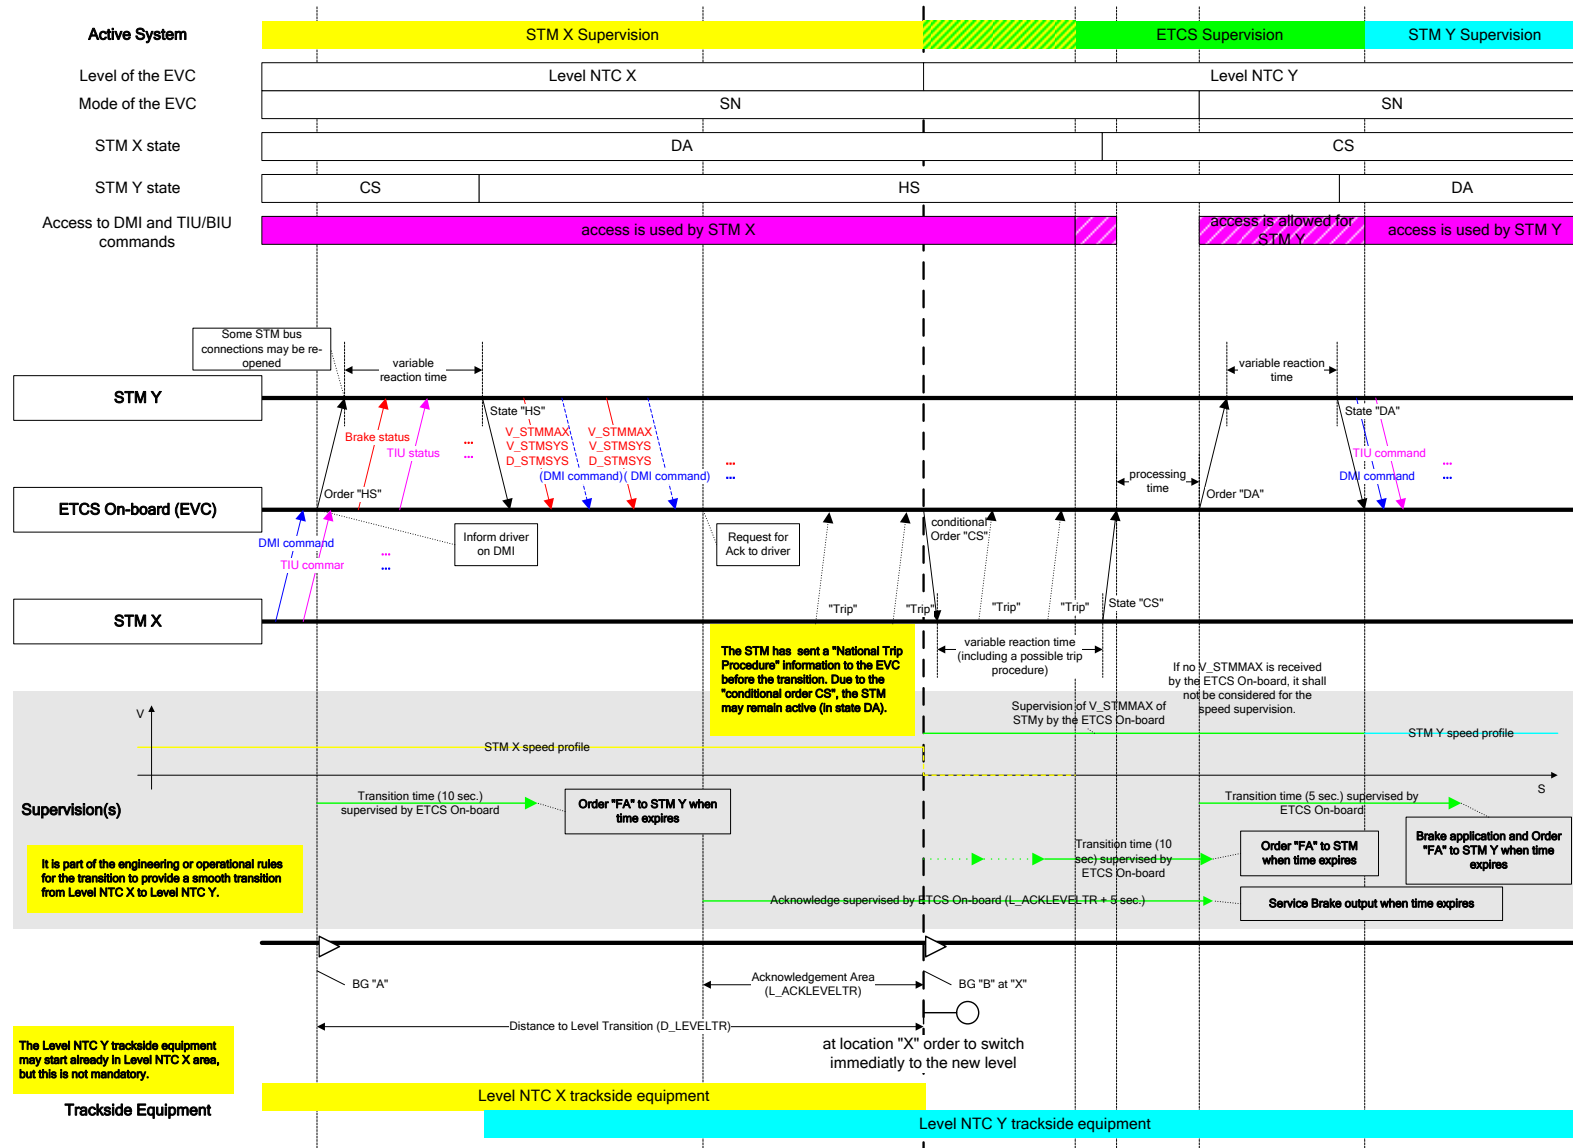 Active System
STM X Supervision
ETCS Supervision
STM Y Supervision
Level of the EVC
Level NTC X
Level NTC Y
Mode of the EVC
SN
SN
STM X state
DA
CS
STM Y state
CS
HS
DA
Access to DMI and TIU/BIU
commands
access is used by STM X
access is allowed for
STM Y
access is used by STM Y
Some STM bus
connections may be re-
opened
variable
reaction time
variable reaction
time
STM Y
State "HS"
State "DA"
Brake status
TIU status
...
...
V_STMMAX
V_STMSYS
D_STMSYS
(DMI command)
V_STMMAX
V_STMSYS
D_STMSYS
( DMI command)
...
...
TIU command
DMI command
...
...
processing
time
Order "HS"
Order "DA"
ETCS On-board (EVC)
DMI command
TIU commar
...
...
Inform driver
on DMI
Request for
Ack to driver
conditional
Order "CS"
"Trip"
"Trip"
"Trip"
"Trip"
State "CS"
STM X
The STM has sent a "National Trip
Procedure" information to the EVC
before the transition. Due to the
"conditional order CS", the STM
may remain active (in state DA).
variable reaction time
(including a possible trip
procedure)
If no V_STMMAX is received
by the ETCS On-board, it shall
not be considered for the
speed supervision.
Supervision of V_STMMAX of
STMy by the ETCS On-board
V
STM X speed profile
STM Y speed profile
S
Supervision(s)
Transition time (10 sec.)
supervised by ETCS On-board
Order "FA" to STM Y when
time expires
Transition time (5 sec.) supervised by
ETCS On-board
Brake application and Order
"FA" to STM Y when time
expires
Transition time (10
sec) supervised by
ETCS On-board
Order "FA" to STM
when time expires
It is part of the engineering or operational rules
for the transition to provide a smooth transition
from Level NTC X to Level NTC Y.
Acknowledge supervised by ETCS On-board (L_ACKLEVELTR + 5 sec.)
Service Brake output when time expires
BG "A"
Acknowledgement Area
(L_ACKLEVELTR)
BG "B" at "X"
Distance to Level Transition (D_LEVELTR)
at location "X" order to switch
immediatly to the new level
The Level NTC Y trackside equipment
may start already in Level NTC X area,
but this is not mandatory.
Trackside Equipment
Level NTC X trackside equipment
Level NTC Y trackside equipment